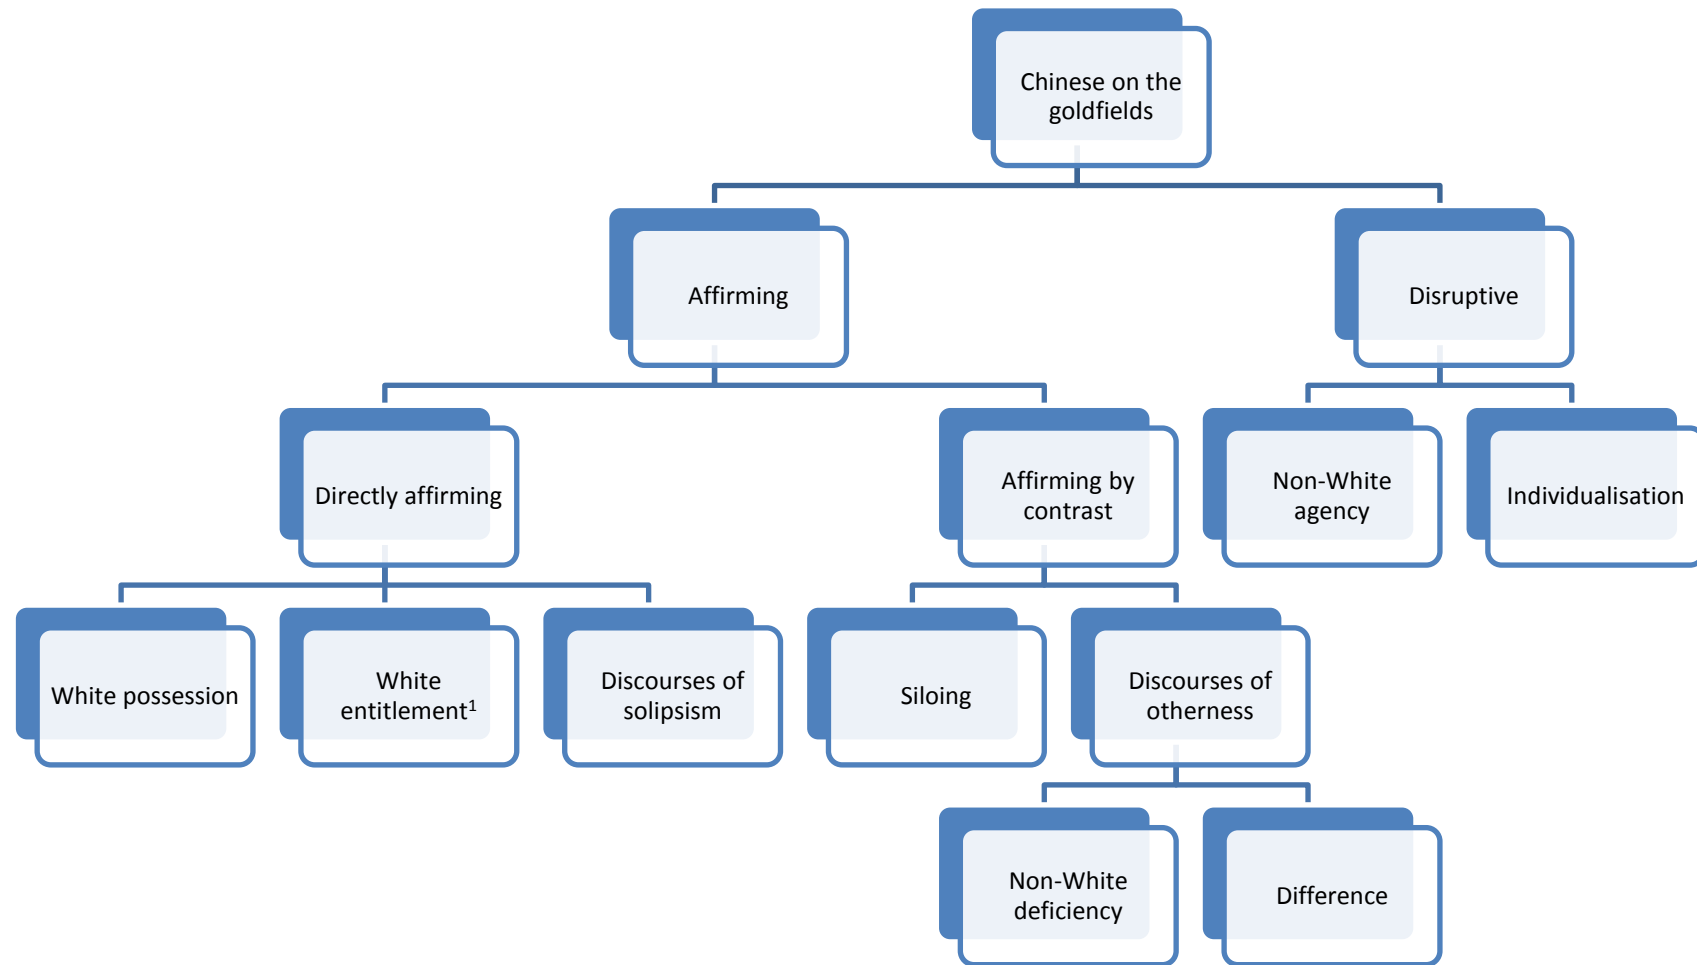 Chinese on the
goldfields
Affirming
Disruptive
Directly affirming
Affirming by
contrast
Non-White
agency
Individualisation
White possession
White
entitlement¹
Discourses of
solipsism
Siloing
Discourses of
otherness
Non-White
deficiency
Difference